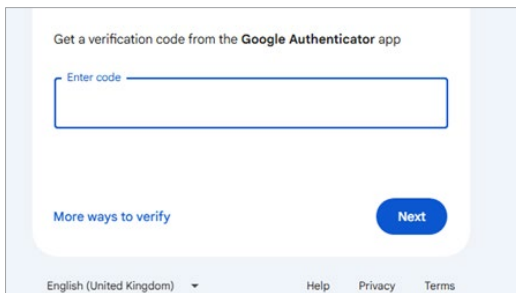 Get a verification code from the Google Authenticator app
Enter code
More ways to verify
Next
English (United Kingdom)
Help Privacy Terms